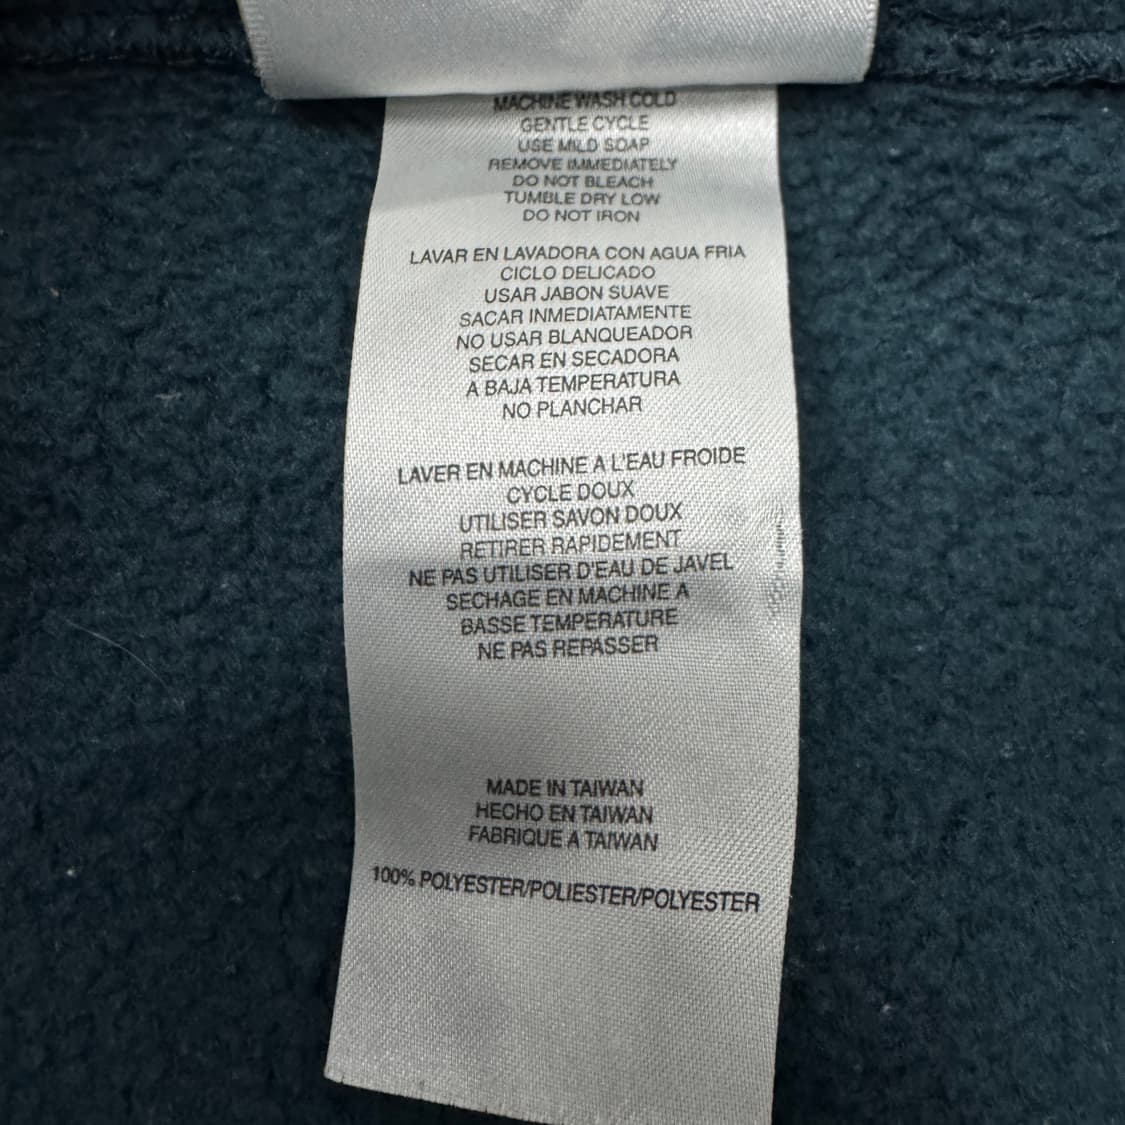 MACHINE WASH COLD
GENTLE CYCLE
USE MILD SOAP
REMOVE IMMEDIATELY
DO NOT BLEACH
TUMBLE DRY LOW
DO NOT IRON
LAVAR EN LAVADORA CON AGUA FRIA
CICLO DELICADO
USAR JABON SUAVE
SACAR INMEDIATAMENTE
NO USAR BLANQUEADOR
SECAR EN SECADORA
A BAJA TEMPERATURA
NO PLANCHAR
LAVER EN MACHINE A L'EAU FROIDE
CYCLE DOUX
UTILISER SAVON DOUX
RETIRER RAPIDEMENT
NE PAS UTILISER D'EAU DE JAVEL
SECHAGE EN MACHINE A
BASSE TEMPERATURE
NE PAS REPASSER
MADE IN TAIWAN
HECHO EN TAIWAN
FABRIQUE A TAIWAN
100% POLYESTER/POLIESTER/POLYESTER